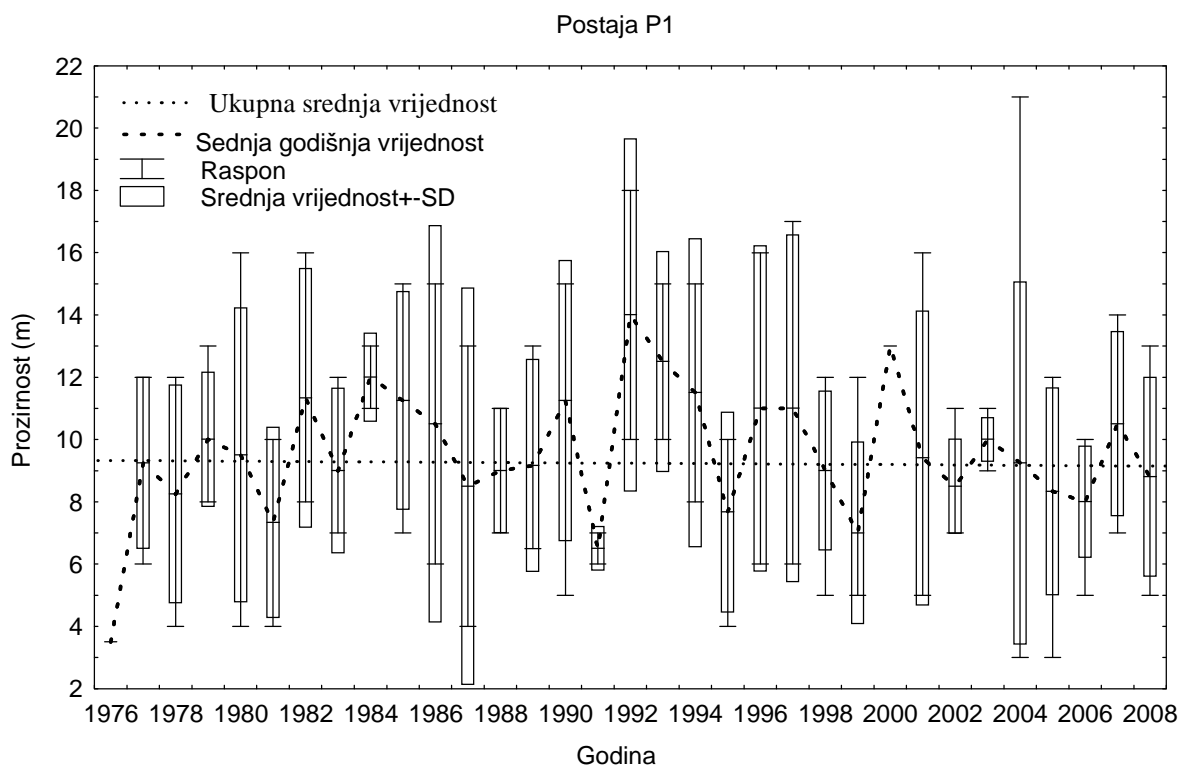 Postaja P1
22
20
18
16
14
12
10
8
6
4
2
Prozirnost (m)
Ukupna srednja vrijednost
Sednja godišnja vrijednost
Raspon
Srednja vrijednost+-SD
1976 1978 1980 1982 1984 1986 1988 1990 1992 1994 1996 1998 2000 2002 2004 2006 2008
Godina